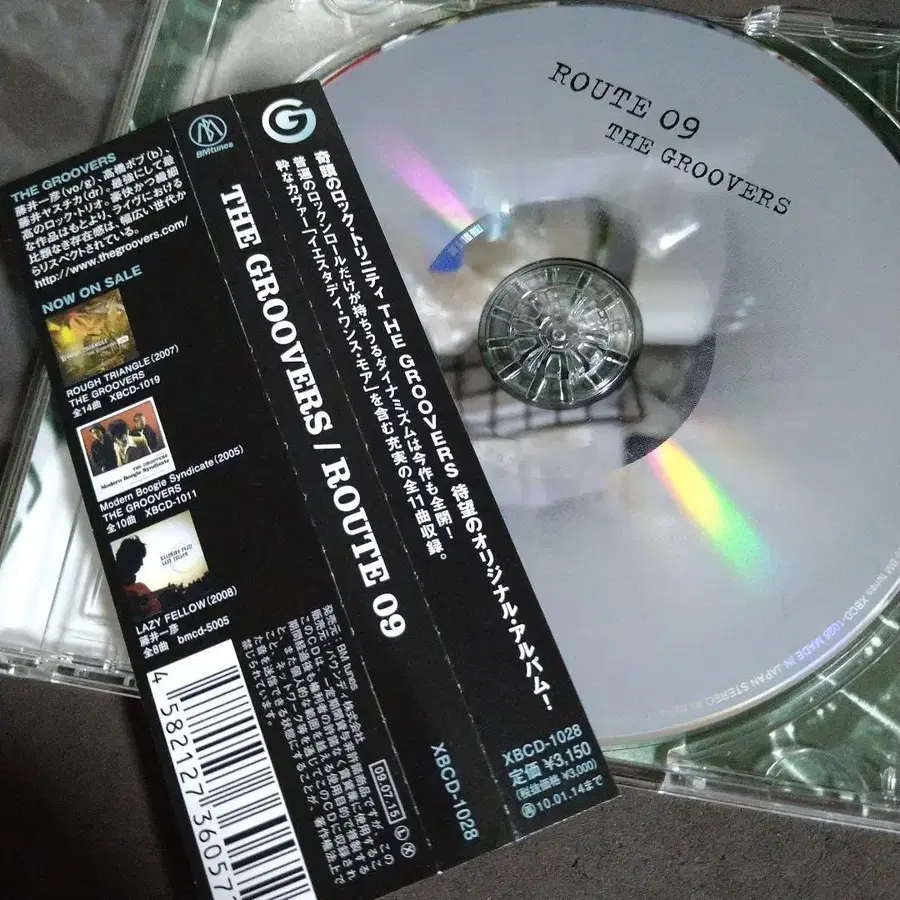 ROUTE 09
THE GROOVERS
G
奇蹟のロック・トリニティ THE GROOVERS 待望のオリジナル・アルバム!
普遍のロックンロールだけが持ちうるダイナミズムは今作も全開!
粋なカヴァー「イエスタデイ・ワンス・モア」を含む充実の全11曲収録。
XBCD-1028
定価 ¥3,150
(税抜価格 ¥3,000)
10.01.14まで
BMtunes
THE GROOVERS / ROUTE 09
XBCD-1028
THE GROOVERS
藤井一彦(vo/g)、高橋ボブ(b)、
藤井ヤスチカ(dr)。最強にして最
高のロック・トリオ。豪快かつ繊細
な作品はもとより、ライヴにおける
比類なき存在感は、幅広い世代か
らリスペクトされている。
http://www.thegroovers.com/
NOW ON SALE
ROUGH TRIANGLE(2007)
THE GROOVERS
全14曲 XBCD-1019
THE GROOVERS
Modern Boogie Syndicate
Modern Boogie Syndicate(2005)
THE GROOVERS
全10曲 XBCD-1011
LAZY FELLOW(2008)
藤井一彦
全8曲 bmcd-5005
4 582127 36057
09.07.15
XBCD-1028 MADE IN JAPAN STEREO